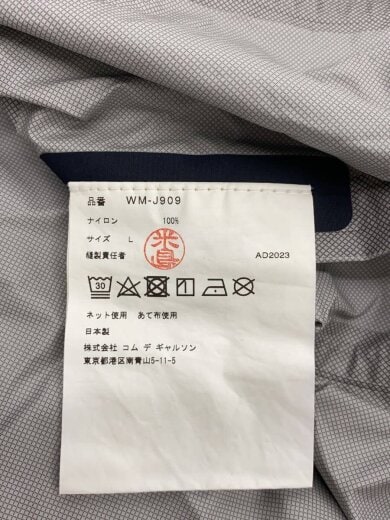 品番 WM-J909
ナイロン 100%
サイズ L
縫製責任者 米島 AD2023
30
ネット使用 あて布使用
日本製
株式会社 コム デ ギャルソン
東京都港区南青山5-11-5